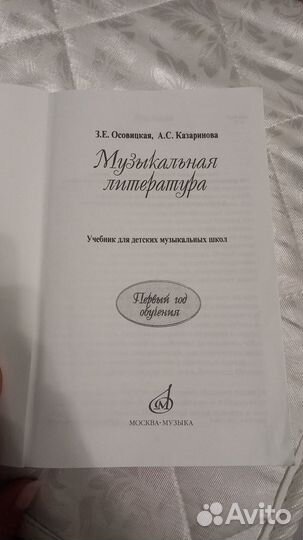 З.Е. Осовицкая, А.С. Казаринова
Музыкальная
литература
Учебник для детских музыкальных школ
Первый год
обучения
М
МОСКВА·МУЗЫКА
Avito